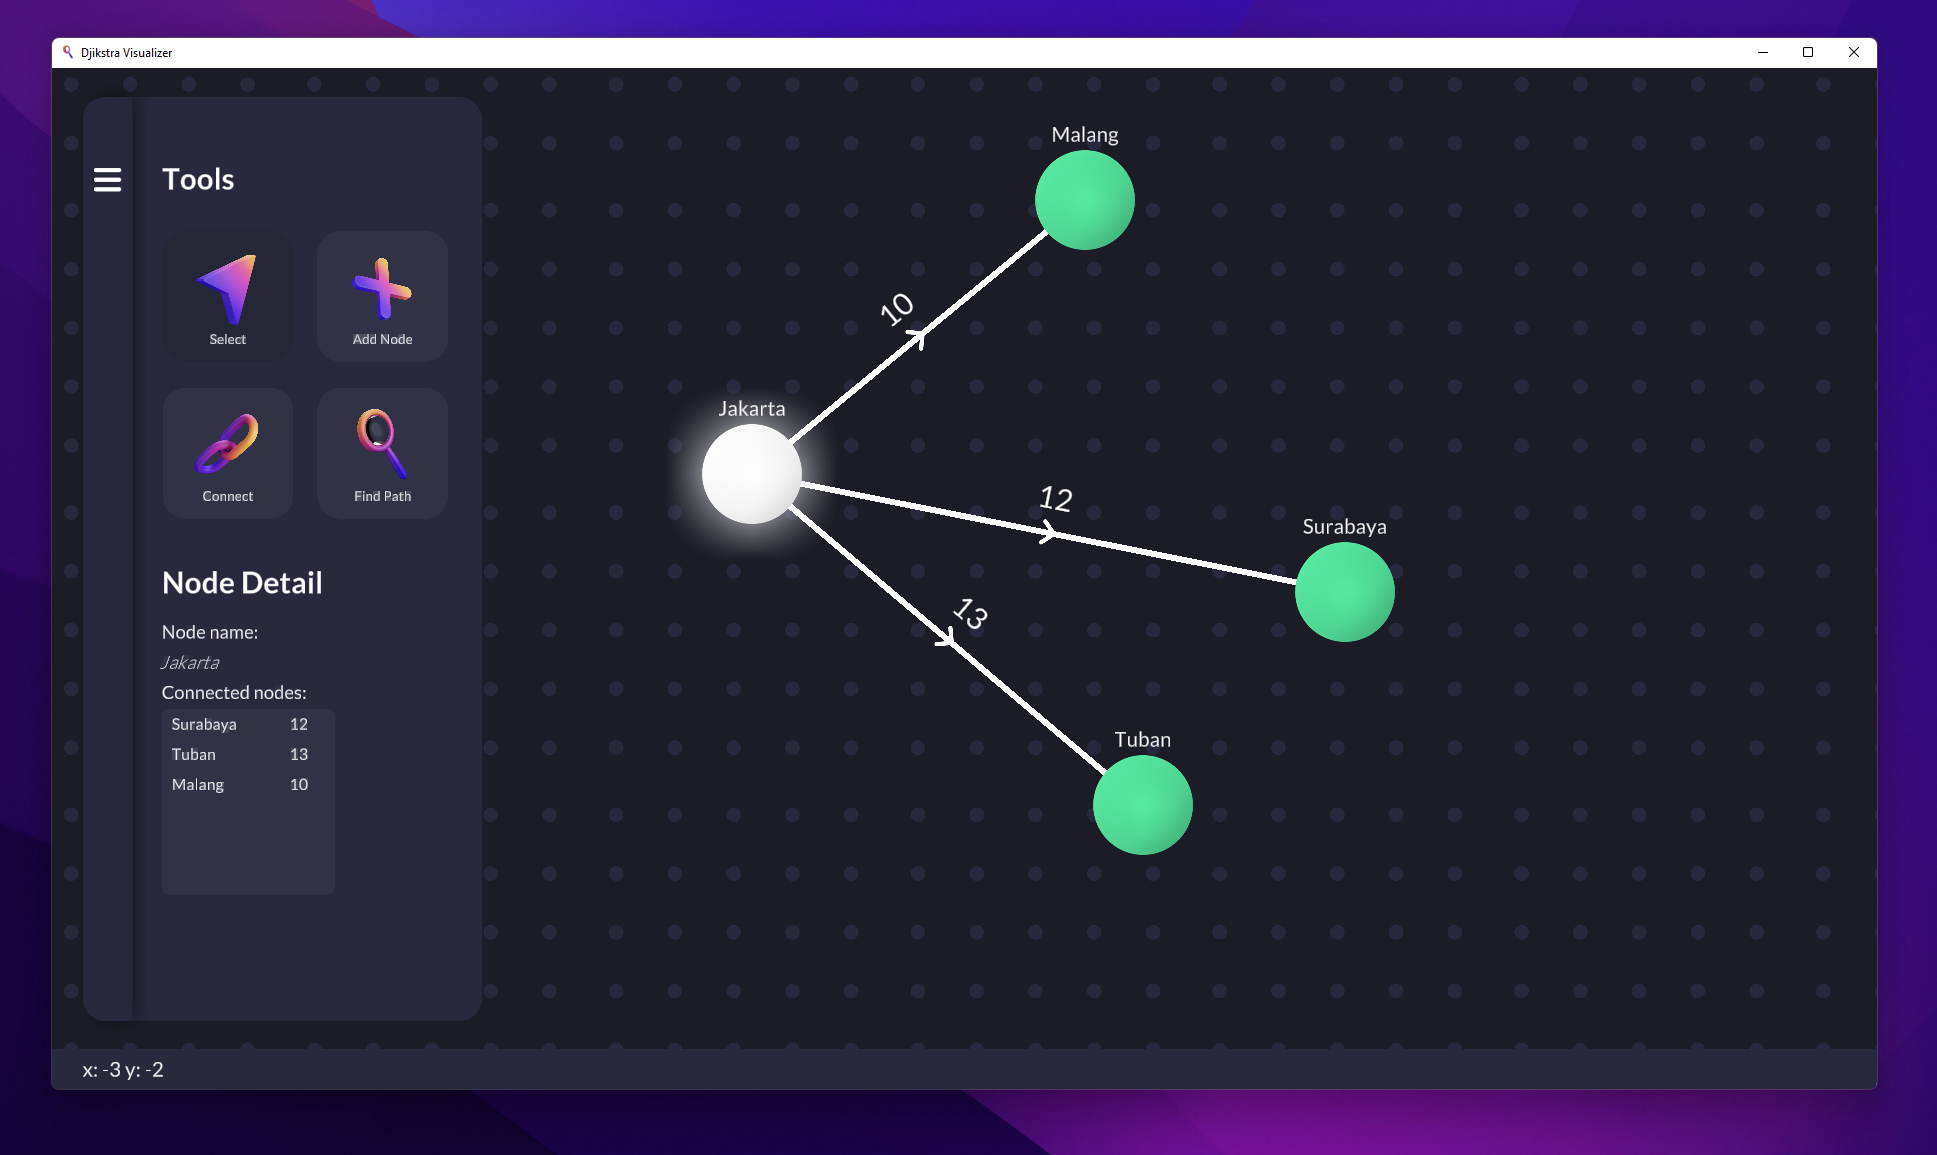 Djikstra Visualizer
Tools
Select
Add Node
Connect
Find Path
Node Detail
Node name:
Jakarta
Connected nodes:
Surabaya 12
Tuban 13
Malang 10
Malang
10
Jakarta
12
Surabaya
13
Tuban
x: -3 y: -2